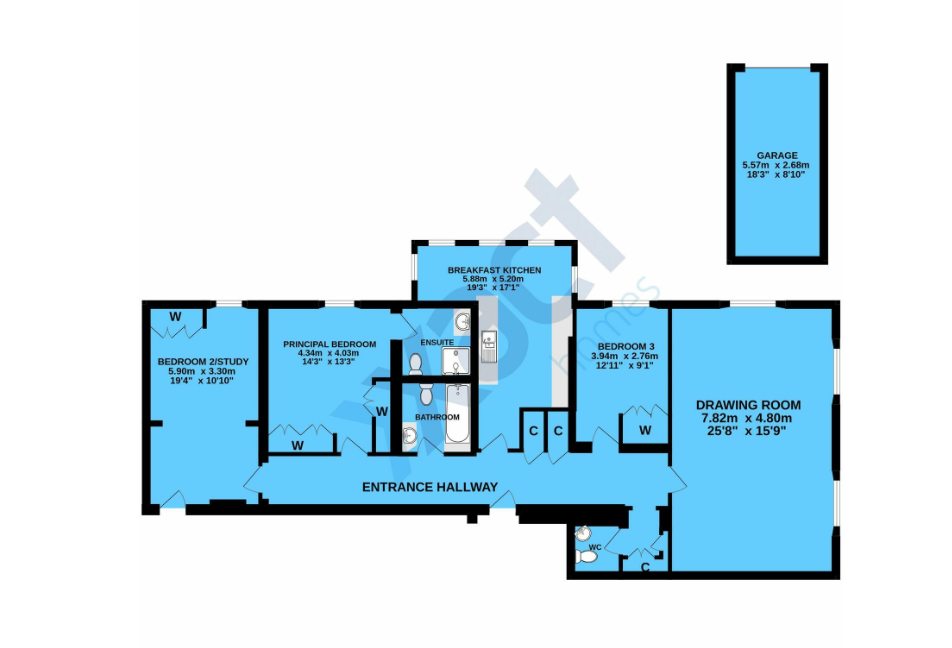 GARAGE
5.57m x 2.68m
18'3" x 8'10"
BREAKFAST KITCHEN
5.88m x 5.20m
19'3" x 17'1"
W
BEDROOM 2/STUDY
5.90m x 3.30m
19'4" x 10'10"
PRINCIPAL BEDROOM
4.34m x 4.03m
14'3" x 13'3"
W
W
ENSUITE
BATHROOM
C
C
BEDROOM 3
3.94m x 2.76m
12'11" x 9'1"
W
DRAWING ROOM
7.82m x 4.80m
25'8" x 15'9"
ENTRANCE HALLWAY
WC
C
xact
homes